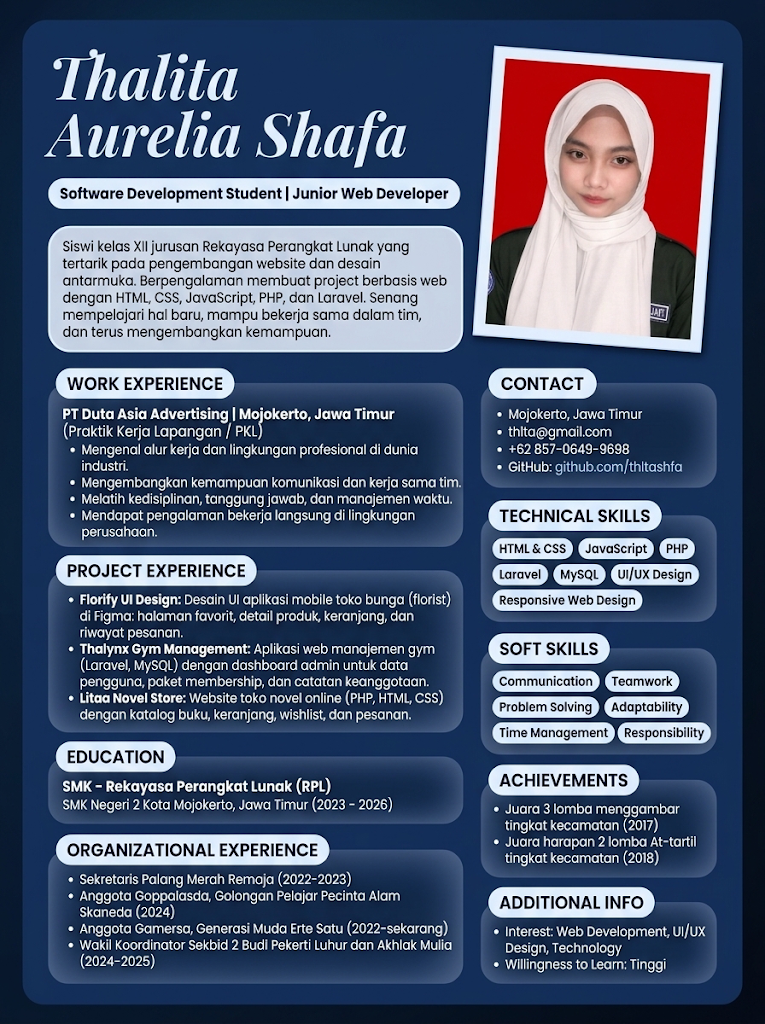 Thalita
Aurelia Shafa
Software Development Student | Junior Web Developer
Siswi kelas XII jurusan Rekayasa Perangkat Lunak yang
tertarik pada pengembangan website dan desain
antarmuka. Berpengalaman membuat project berbasis web
dengan HTML, CSS, JavaScript, PHP, dan Laravel. Senang
mempelajari hal baru, mampu bekerja sama dalam tim,
dan terus mengembangkan kemampuan.
WORK EXPERIENCE
PT Duta Asia Advertising | Mojokerto, Jawa Timur
(Praktik Kerja Lapangan / PKL)
• Mengenal alur kerja dan lingkungan profesional di dunia
industri.
• Mengembangkan kemampuan komunikasi dan kerja sama tim.
• Melatih kedisiplinan, tanggung jawab, dan manajemen waktu.
• Mendapat pengalaman bekerja langsung di lingkungan
perusahaan.
PROJECT EXPERIENCE
• Florify UI Design: Desain UI aplikasi mobile toko bunga (florist)
di Figma: halaman favorit, detail produk, keranjang, dan
riwayat pesanan.
• Thalynx Gym Management: Aplikasi web manajemen gym
(Laravel, MySQL) dengan dashboard admin untuk data
pengguna, paket membership, dan catatan keanggotaan.
• Litaa Novel Store: Website toko novel online (PHP, HTML, CSS)
dengan katalog buku, keranjang, wishlist, dan pesanan.
EDUCATION
SMK - Rekayasa Perangkat Lunak (RPL)
SMK Negeri 2 Kota Mojokerto, Jawa Timur (2023 - 2026)
ORGANIZATIONAL EXPERIENCE
• Sekretaris Palang Merah Remaja (2022-2023)
• Anggota Goppalasda, Golongan Pelajar Pecinta Alam
Skaneda (2024)
• Anggota Gamersa, Generasi Muda Erte Satu (2022-sekarang)
• Wakil Koordinator Sekbid 2 Budi Pekerti Luhur dan Akhlak Mulia
(2024-2025)
CONTACT
• Mojokerto, Jawa Timur
• thlta@gmail.com
• +62 857-0649-9698
• GitHub: github.com/thltashfa
TECHNICAL SKILLS
HTML & CSS JavaScript PHP
Laravel MySQL UI/UX Design
Responsive Web Design
SOFT SKILLS
Communication Teamwork
Problem Solving Adaptability
Time Management Responsibility
ACHIEVEMENTS
• Juara 3 lomba menggambar
tingkat kecamatan (2017)
• Juara harapan 2 lomba At-tartil
tingkat kecamatan (2018)
ADDITIONAL INFO
• Interest: Web Development, UI/UX
Design, Technology
• Willingness to Learn: Tinggi